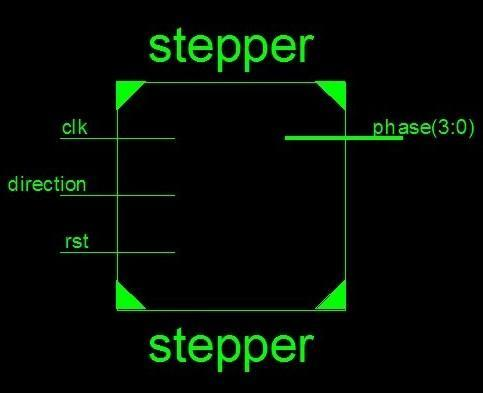 stepper
clk
phase(3:0)
direction
rst
stepper